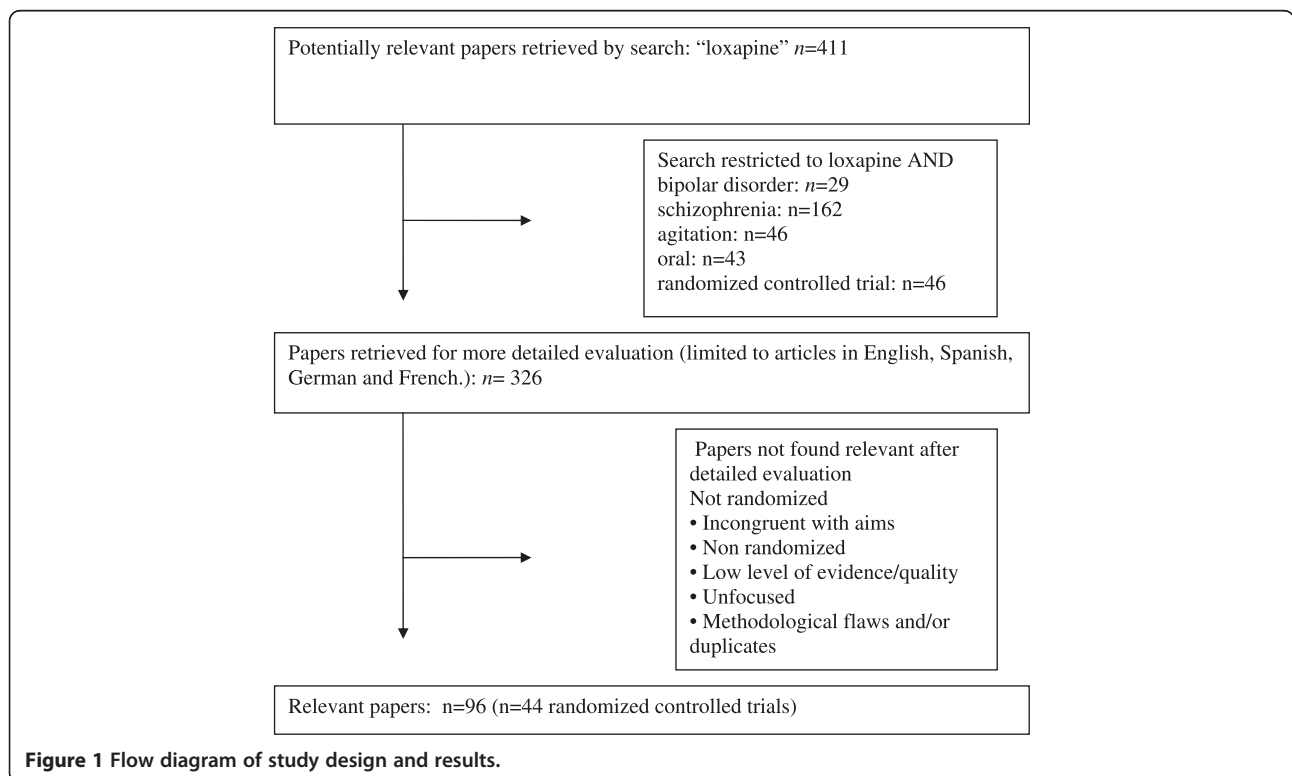 Potentially relevant papers retrieved by search: “loxapine” n=411
Search restricted to loxapine AND
bipolar disorder: n=29
schizophrenia: n=162
agitation: n=46
oral: n=43
randomized controlled trial: n=46
Papers retrieved for more detailed evaluation (limited to articles in English, Spanish,
German and French.): n= 326
Papers not found relevant after
detailed evaluation
Not randomized
• Incongruent with aims
• Non randomized
• Low level of evidence/quality
• Unfocused
• Methodological flaws and/or
duplicates
Relevant papers: n=96 (n=44 randomized controlled trials)
Figure 1 Flow diagram of study design and results.